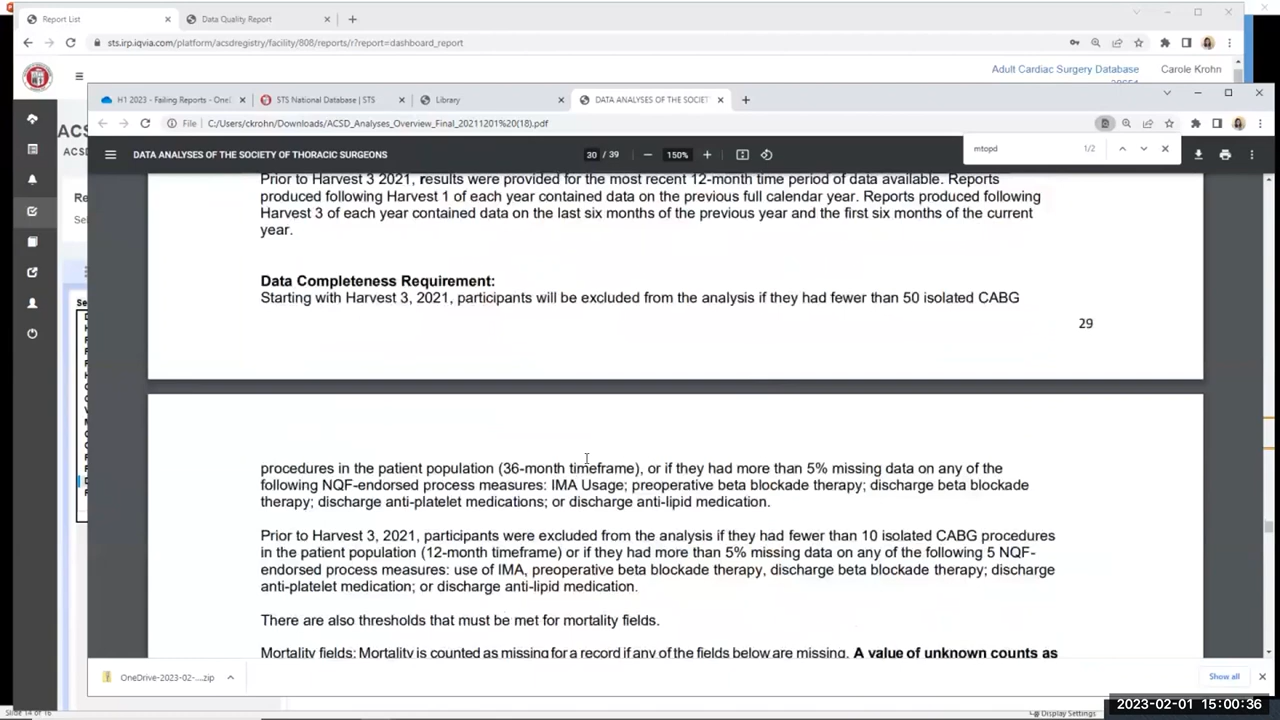 Report List
Data Quality Report
sts.irp.iqvia.com/platform/acsdregistry/facility/808/reports/r?report=dashboard_report
Adult Cardiac Surgery Database
Carole Krohn
H1 2023 - Failing Reports - OneD
STS National Database | STS
Library
DATA ANALYSES OF THE SOCIET
File
C:/Users/ckrohn/Downloads/ACSD_Analyses_Overview_Final_20211201%20(18).pdf
DATA ANALYSES OF THE SOCIETY OF THORACIC SURGEONS
30 / 39
150%
mtopd
1/2
Prior to Harvest 3 2021, results were provided for the most recent 12-month time period of data available. Reports
produced following Harvest 1 of each year contained data on the previous full calendar year. Reports produced following
Harvest 3 of each year contained data on the last six months of the previous year and the first six months of the current
year.
Data Completeness Requirement:
Starting with Harvest 3, 2021, participants will be excluded from the analysis if they had fewer than 50 isolated CABG
29
procedures in the patient population (36-month timeframe), or if they had more than 5% missing data on any of the
following NQF-endorsed process measures: IMA Usage; preoperative beta blockade therapy; discharge beta blockade
therapy; discharge anti-platelet medications; or discharge anti-lipid medication.
Prior to Harvest 3, 2021, participants were excluded from the analysis if they had fewer than 10 isolated CABG procedures
in the patient population (12-month timeframe) or if they had more than 5% missing data on any of the following 5 NQF-
endorsed process measures: use of IMA, preoperative beta blockade therapy, discharge beta blockade therapy; discharge
anti-platelet medication; or discharge anti-lipid medication.
There are also thresholds that must be met for mortality fields.
Mortality fields: Mortality is counted as missing for a record if any of the fields below are missing. A value of unknown counts as
OneDrive-2023-02-....zip
Show all
Slide 14 of 16
Display Settings
2023-02-01 15:00:36